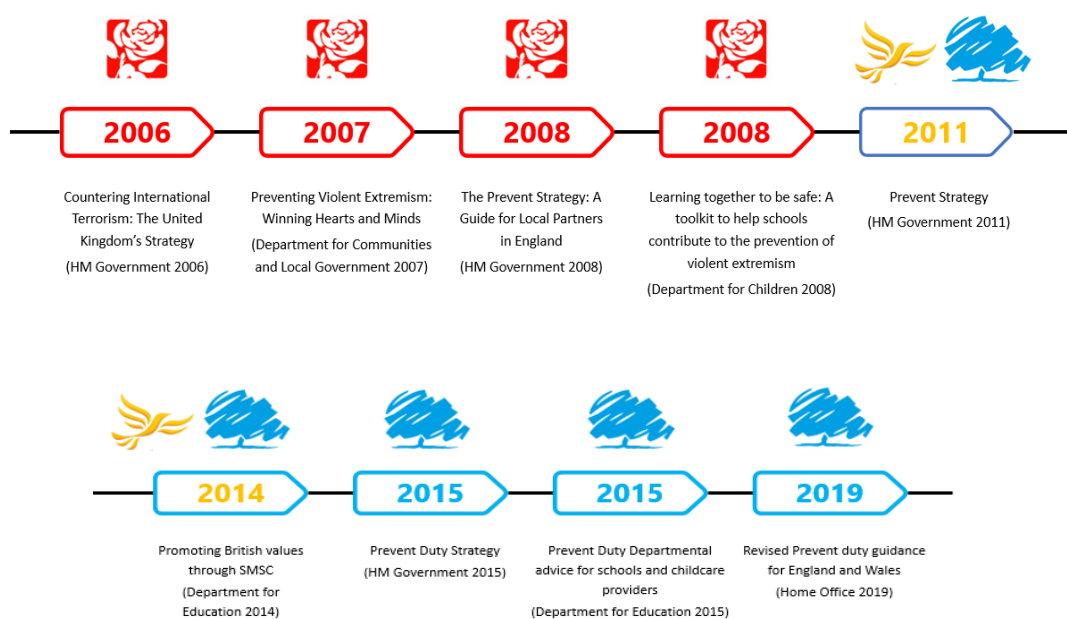 2006
2007
2008
2008
2011
Countering International
Terrorism: The United
Kingdom’s Strategy
(HM Government 2006)
Preventing Violent Extremism:
Winning Hearts and Minds
(Department for Communities
and Local Government 2007)
The Prevent Strategy: A
Guide for Local Partners
in England
(HM Government 2008)
Learning together to be safe: A
toolkit to help schools
contribute to the prevention of
violent extremism
(Department for Children 2008)
Prevent Strategy
(HM Government 2011)
2014
2015
2015
2019
Promoting British values
through SMSC
(Department for
Education 2014)
Prevent Duty Strategy
(HM Government 2015)
Prevent Duty Departmental
advice for schools and childcare
providers
(Department for Education 2015)
Revised Prevent duty guidance
for England and Wales
(Home Office 2019)